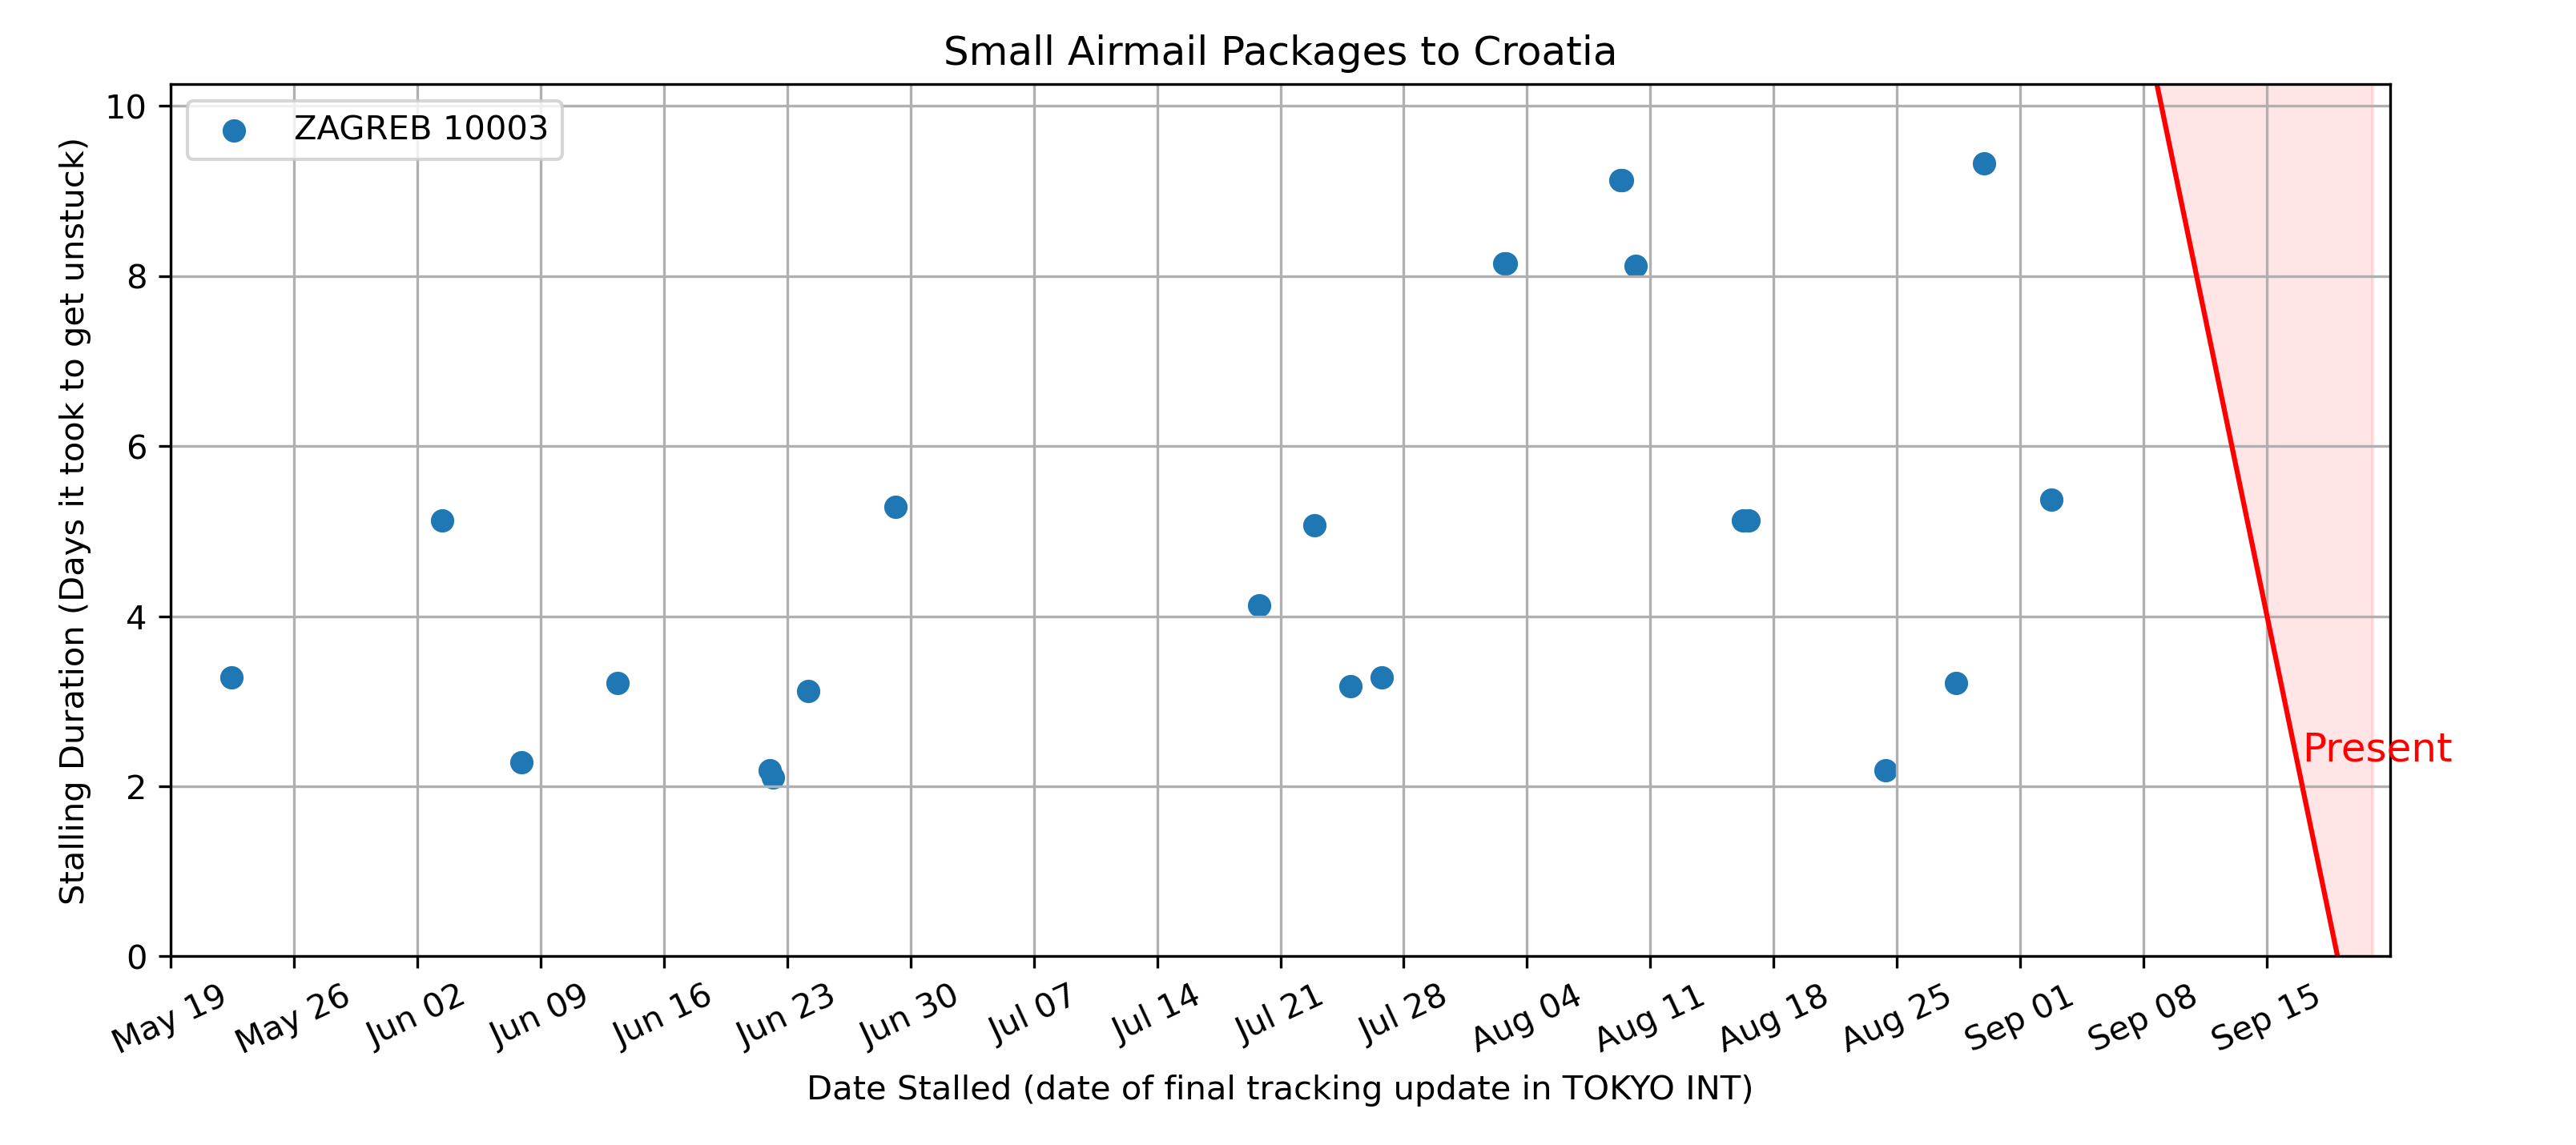 Small Airmail Packages to Croatia
ZAGREB 10003
Stalling Duration (Days it took to get unstuck)
10
8
6
4
2
0
Present
May 19
May 26
Jun 02
Jun 09
Jun 16
Jun 23
Jun 30
Jul 07
Jul 14
Jul 21
Jul 28
Aug 04
Aug 11
Aug 18
Aug 25
Sep 01
Sep 08
Sep 15
Date Stalled (date of final tracking update in TOKYO INT)